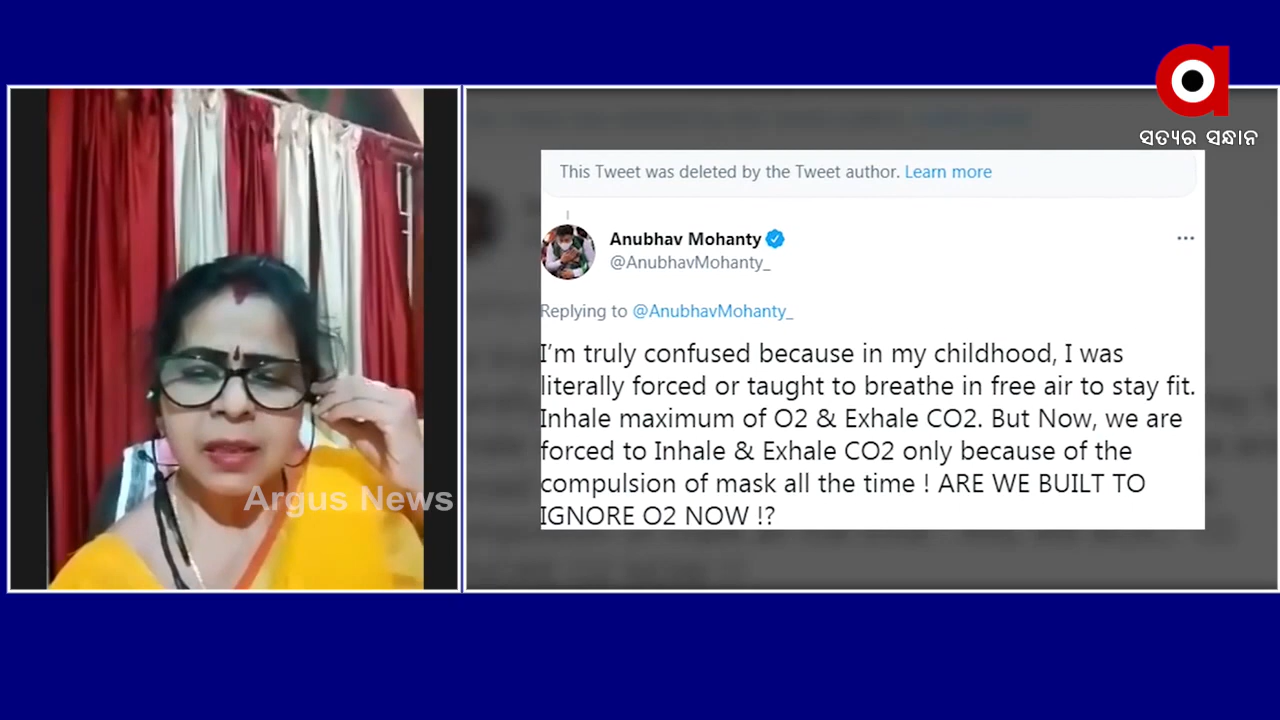 ସତ୍ୟର ସନ୍ଧାନ
This Tweet was deleted by the Tweet author. Learn more
Anubhav Mohanty
@AnubhavMohanty_
Replying to @AnubhavMohanty_
I'm truly confused because in my childhood, I was
literally forced or taught to breathe in free air to stay fit.
Inhale maximum of O2 & Exhale CO2. But Now, we are
forced to Inhale & Exhale CO2 only because of the
compulsion of mask all the time ! ARE WE BUILT TO
IGNORE O2 NOW !?
Argus News